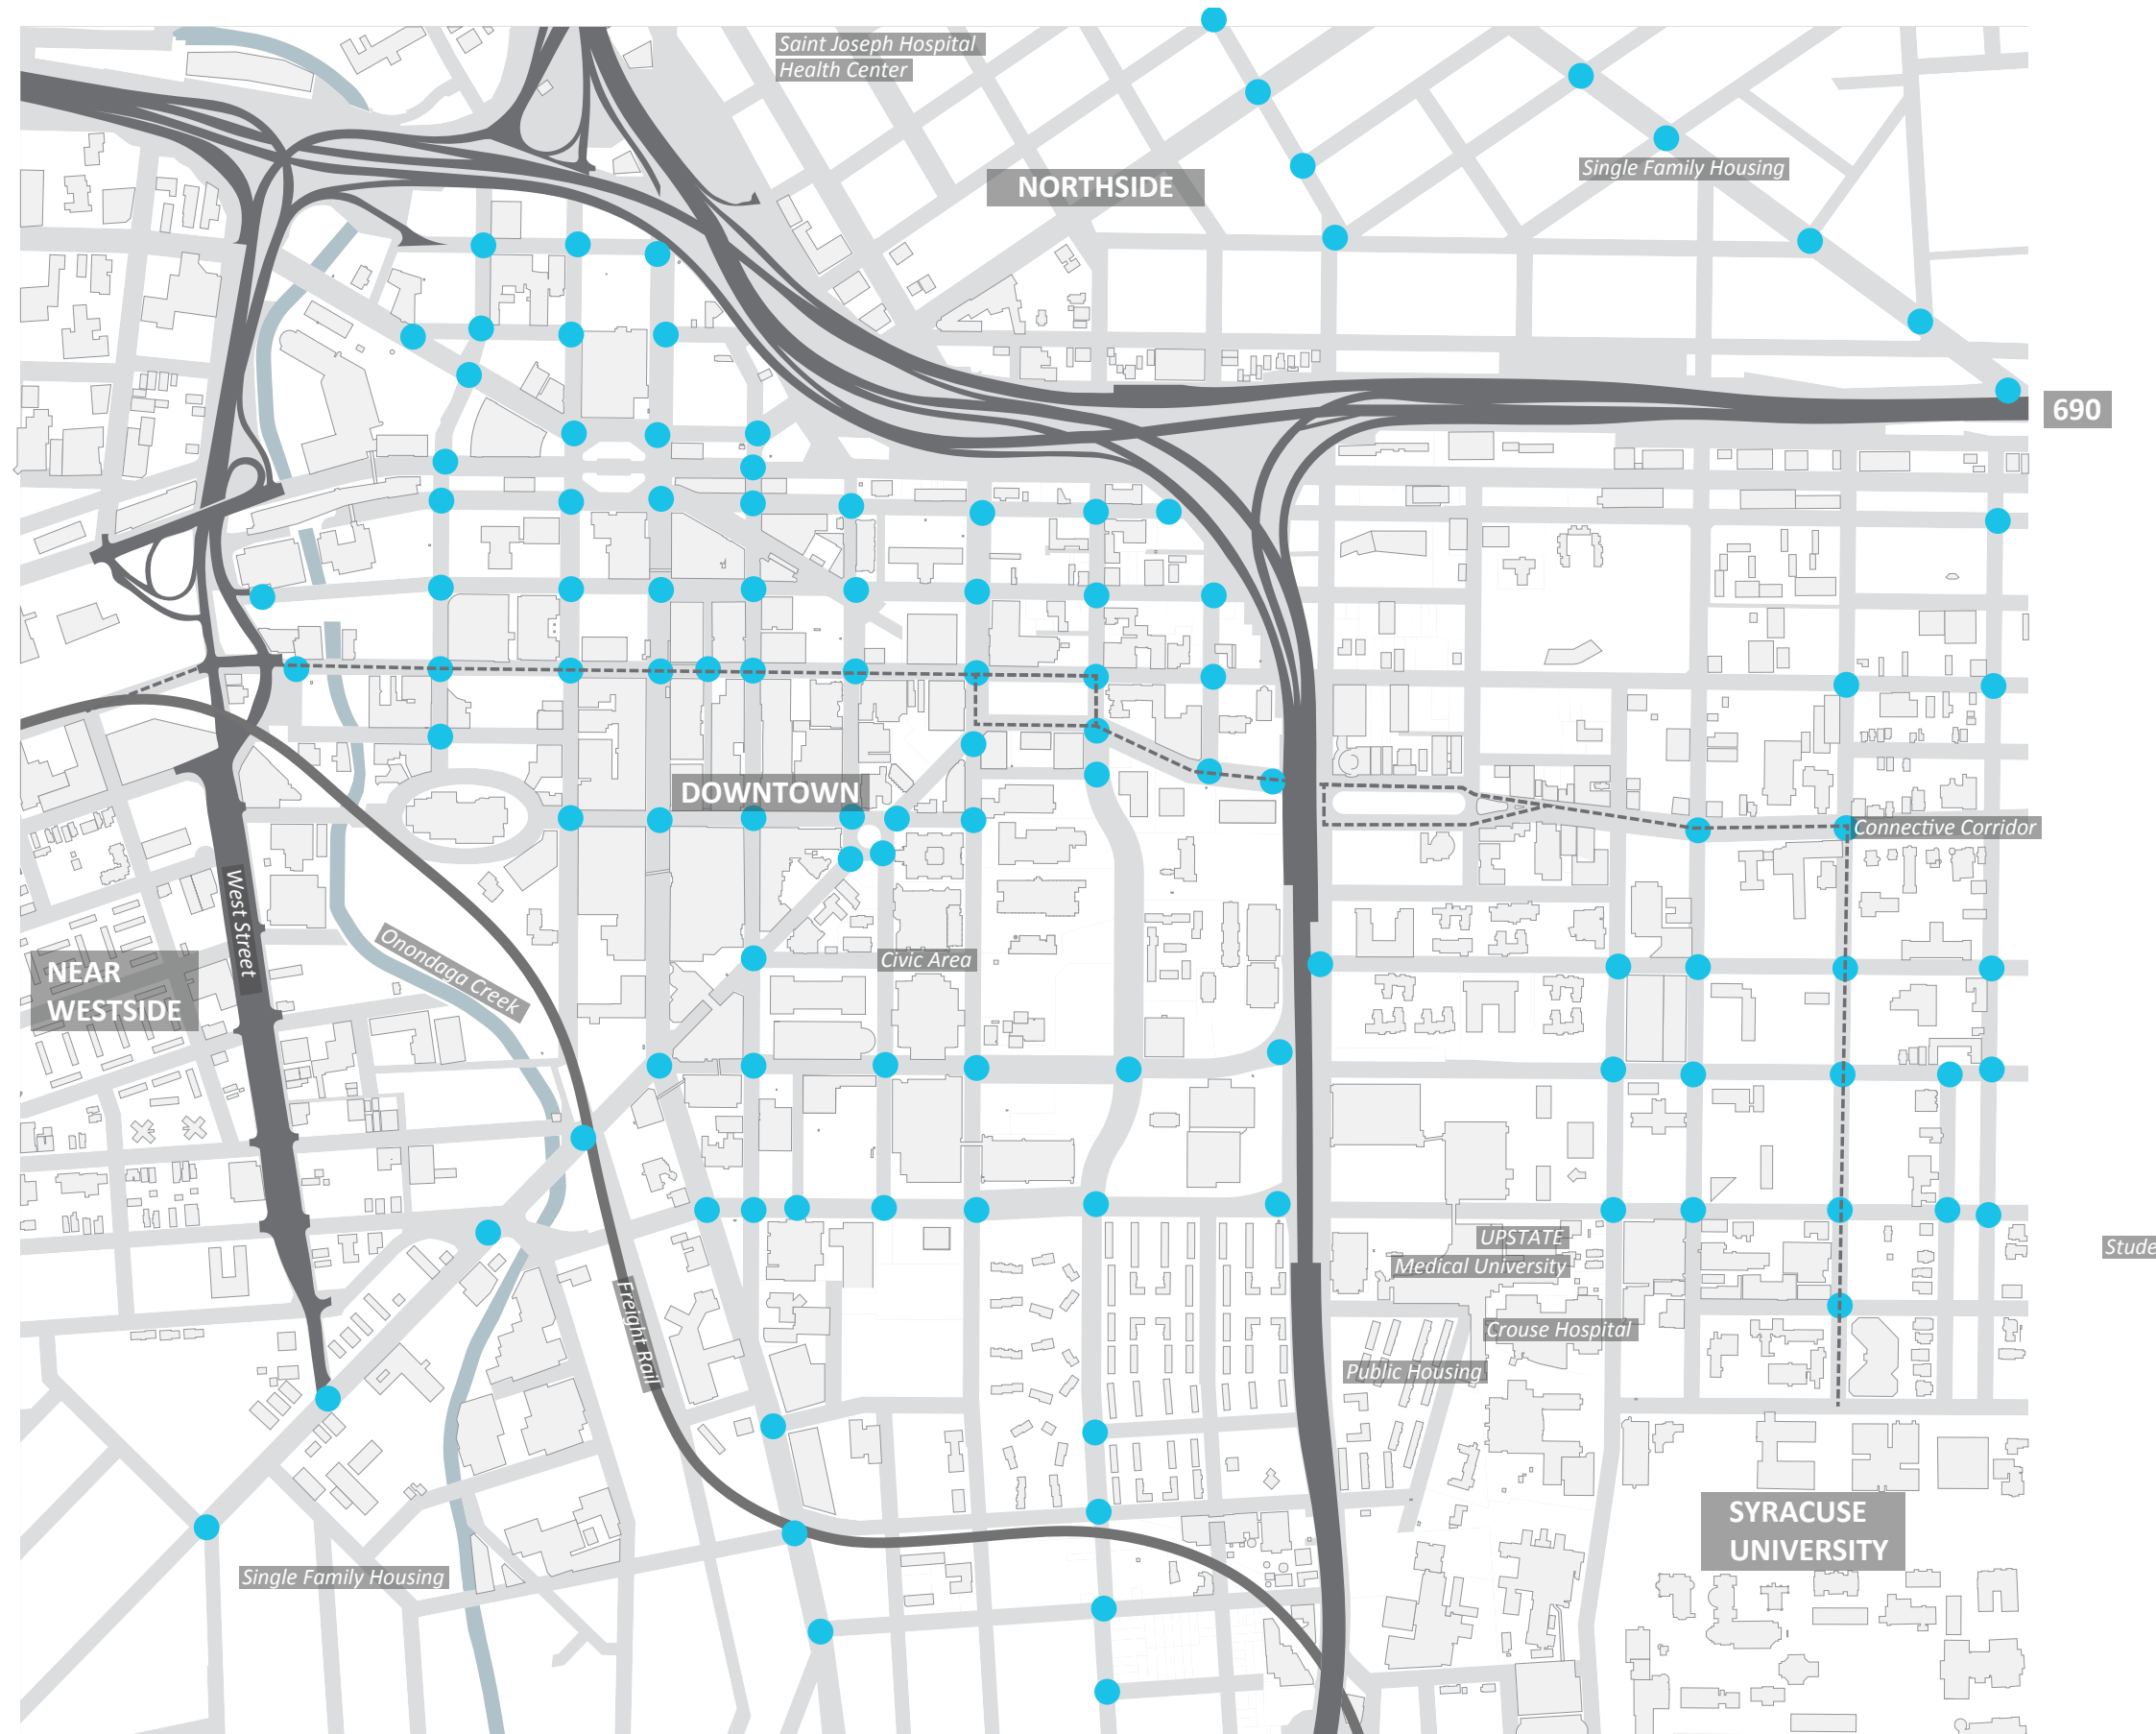 Saint Joseph Hospital
Health Center
NORTHSIDE
Single Family Housing
690
DOWNTOWN
Connective Corridor
West Street
Onondaga Creek
Civic Area
NEAR
WESTSIDE
UPSTATE
Medical University
Stude
Freight Rail
Crouse Hospital
Public Housing
SYRACUSE
UNIVERSITY
Single Family Housing